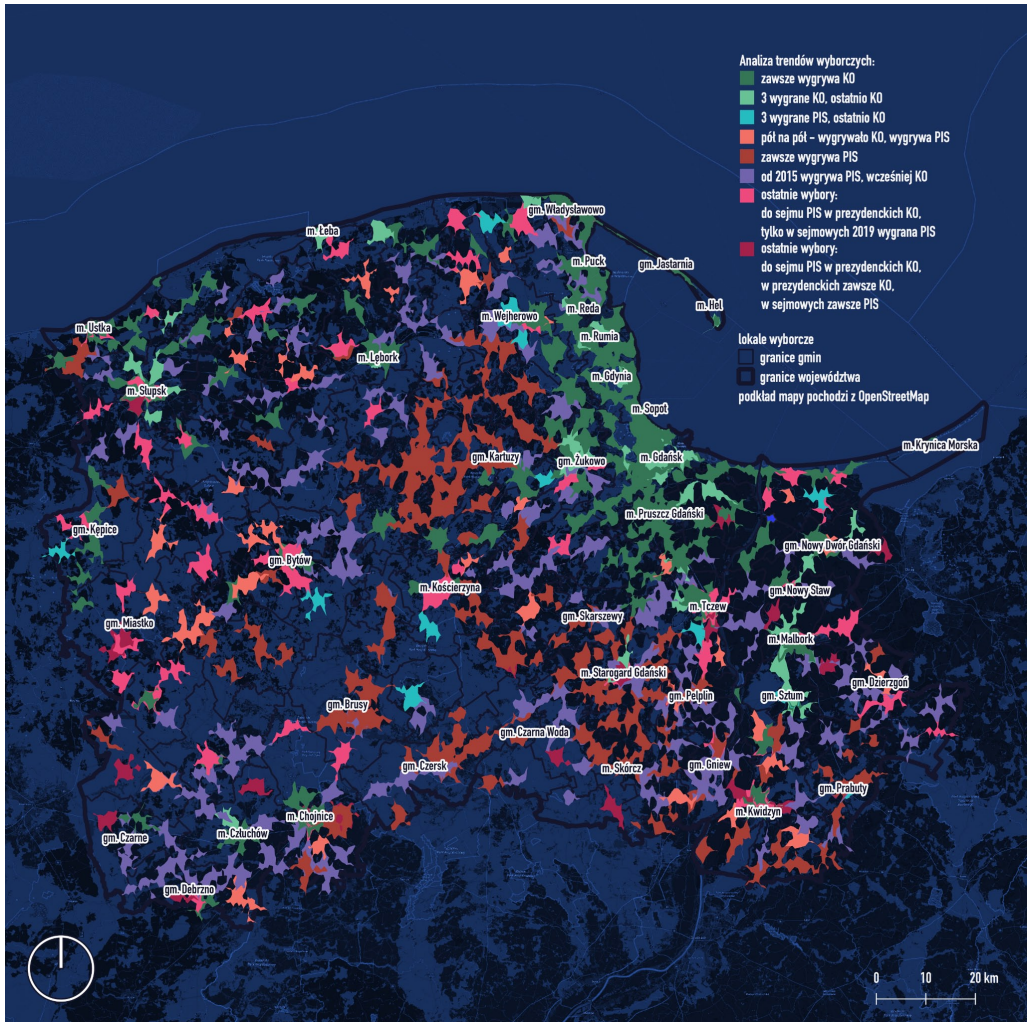 Analiza trendów wyborczych:
zawsze wygrywa KO
3 wygrane KO, ostatnio KO
3 wygrane PIS, ostatnio KO
pół na pół – wygrywało KO, wygrywa PIS
zawsze wygrywa PIS
od 2015 wygrywa PIS, wcześniej KO
ostatnie wybory:
do sejmu PIS w prezydenckich KO,
tylko w sejmowych 2019 wygrana PIS
ostatnie wybory:
do sejmu PIS w prezydenckich KO,
w prezydenckich zawsze KO,
w sejmowych zawsze PIS
lokale wyborcze
granice gmin
granice województwa
podkład mapy pochodzi z OpenStreetMap
gm. Władysławowo
m. Łeba
m. Puck
gm. Jastarnia
m. Hel
m. Reda
m. Wejherowo
m. Ustka
m. Rumia
m. Lębork
m. Gdynia
m. Słupsk
m. Sopot
m. Krynica Morska
gm. Kartuzy
gm. Żukowo
m. Gdańsk
m. Pruszcz Gdański
gm. Kępice
gm. Nowy Dwór Gdański
gm. Bytów
m. Kościerzyna
gm. Nowy Staw
m. Tczew
gm. Skarszewy
gm. Miastko
m. Malbork
m. Starogard Gdański
gm. Dzierzgoń
gm. Pelplin
gm. Sztum
gm. Brusy
gm. Czarna Woda
gm. Czersk
m. Skórcz
gm. Gniew
gm. Prabuty
m. Kwidzyn
m. Chojnice
m. Człuchów
gm. Czarne
gm. Debrzno
0 10 20 km